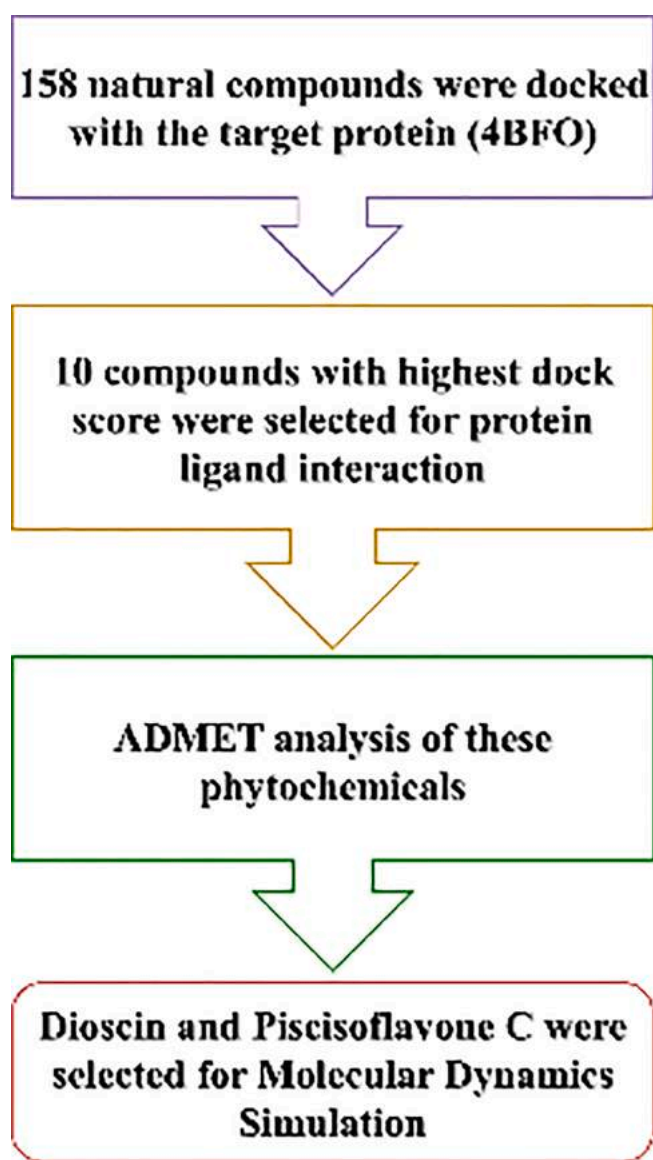 158 natural compounds were docked
with the target protein (4BFO)
10 compounds with highest dock
score were selected for protein
ligand interaction
ADMET analysis of these
phytochemicals
Dioscin and Piscisoflavone C were
selected for Molecular Dynamics
Simulation